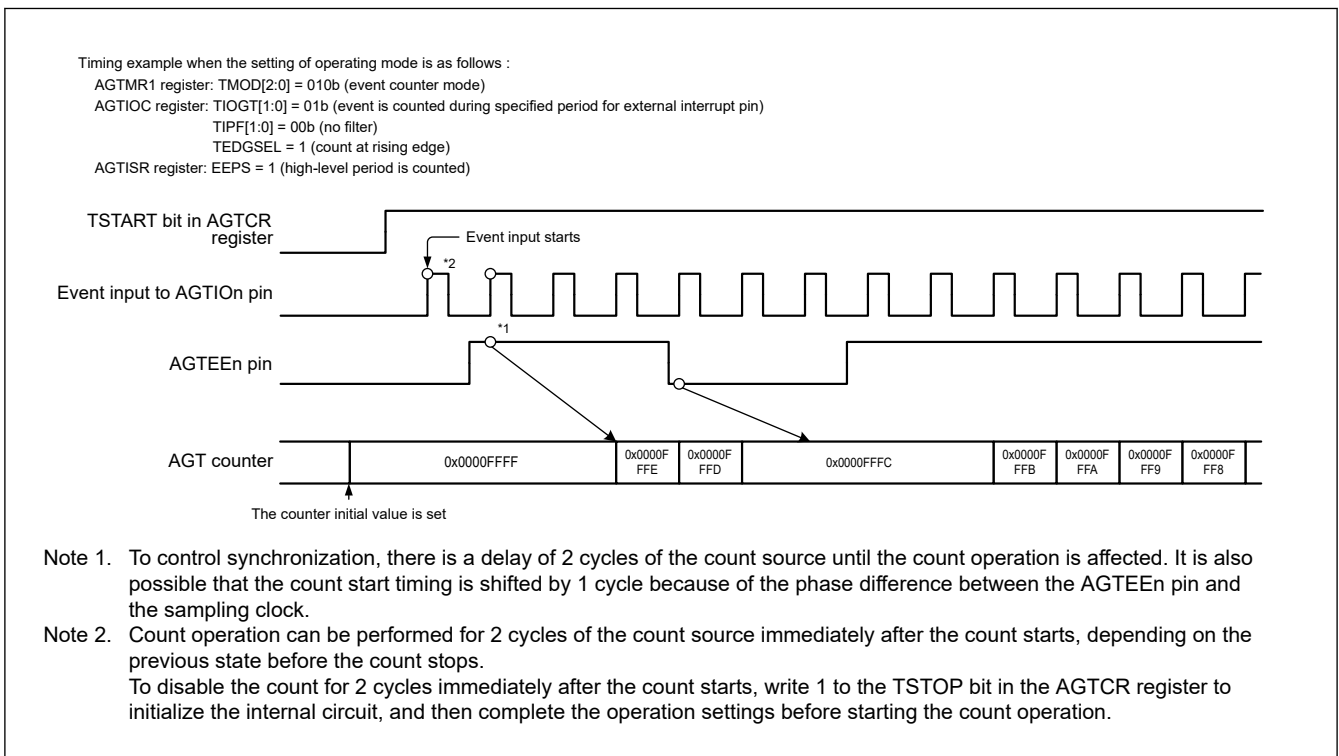 Timing example when the setting of operating mode is as follows :
AGTMR1 register: TMOD[2:0] = 010b (event counter mode)
AGTIOC register: TIOGT[1:0] = 01b (event is counted during specified period for external interrupt pin)
TIPF[1:0] = 00b (no filter)
TEDGSEL = 1 (count at rising edge)
AGTISR register: EEPS = 1 (high-level period is counted)
TSTART bit in AGTCR
register
Event input starts
*2
Event input to AGTIOn pin
*1
AGTEEn pin
AGT counter
0x0000FFFF
0x0000F
FFE
0x0000F
FFD
0x0000FFFC
0x0000F
FFB
0x0000F
FFA
0x0000F
FF9
0x0000F
FF8
The counter initial value is set
Note 1. To control synchronization, there is a delay of 2 cycles of the count source until the count operation is affected. It is also
possible that the count start timing is shifted by 1 cycle because of the phase difference between the AGTEEn pin and
the sampling clock.
Note 2. Count operation can be performed for 2 cycles of the count source immediately after the count starts, depending on the
previous state before the count stops.
To disable the count for 2 cycles immediately after the count starts, write 1 to the TSTOP bit in the AGTCR register to
initialize the internal circuit, and then complete the operation settings before starting the count operation.